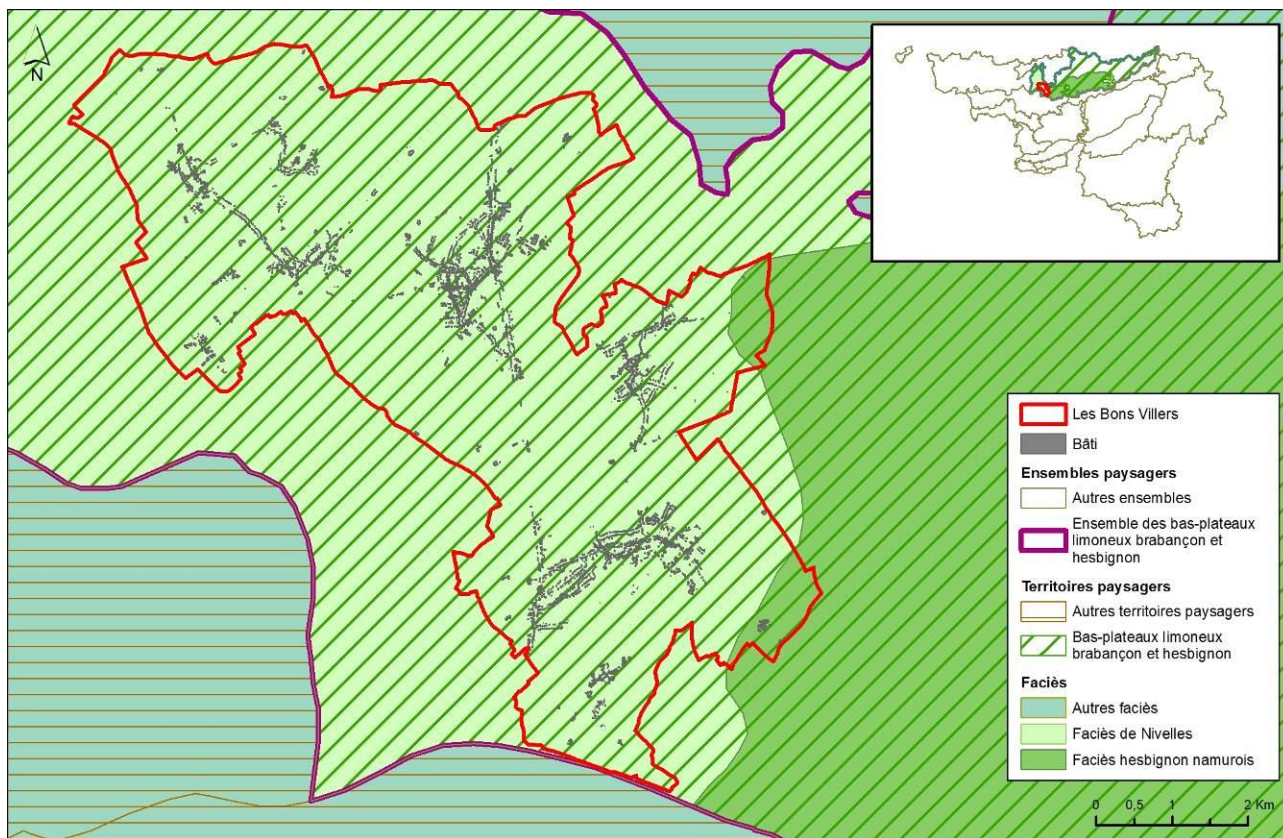 N
Les Bons Villers
Bâti
Ensembles paysagers
Autres ensembles
Ensemble des bas-plateaux
limoneux brabançon et
hesbignon
Territoires paysagers
Autres territoires paysagers
Bas-plateaux limoneux
brabançon et hesbignon
Faciès
Autres faciès
Faciès de Nivelles
Faciès hesbignon namurois
0 0,5 1 2 Km